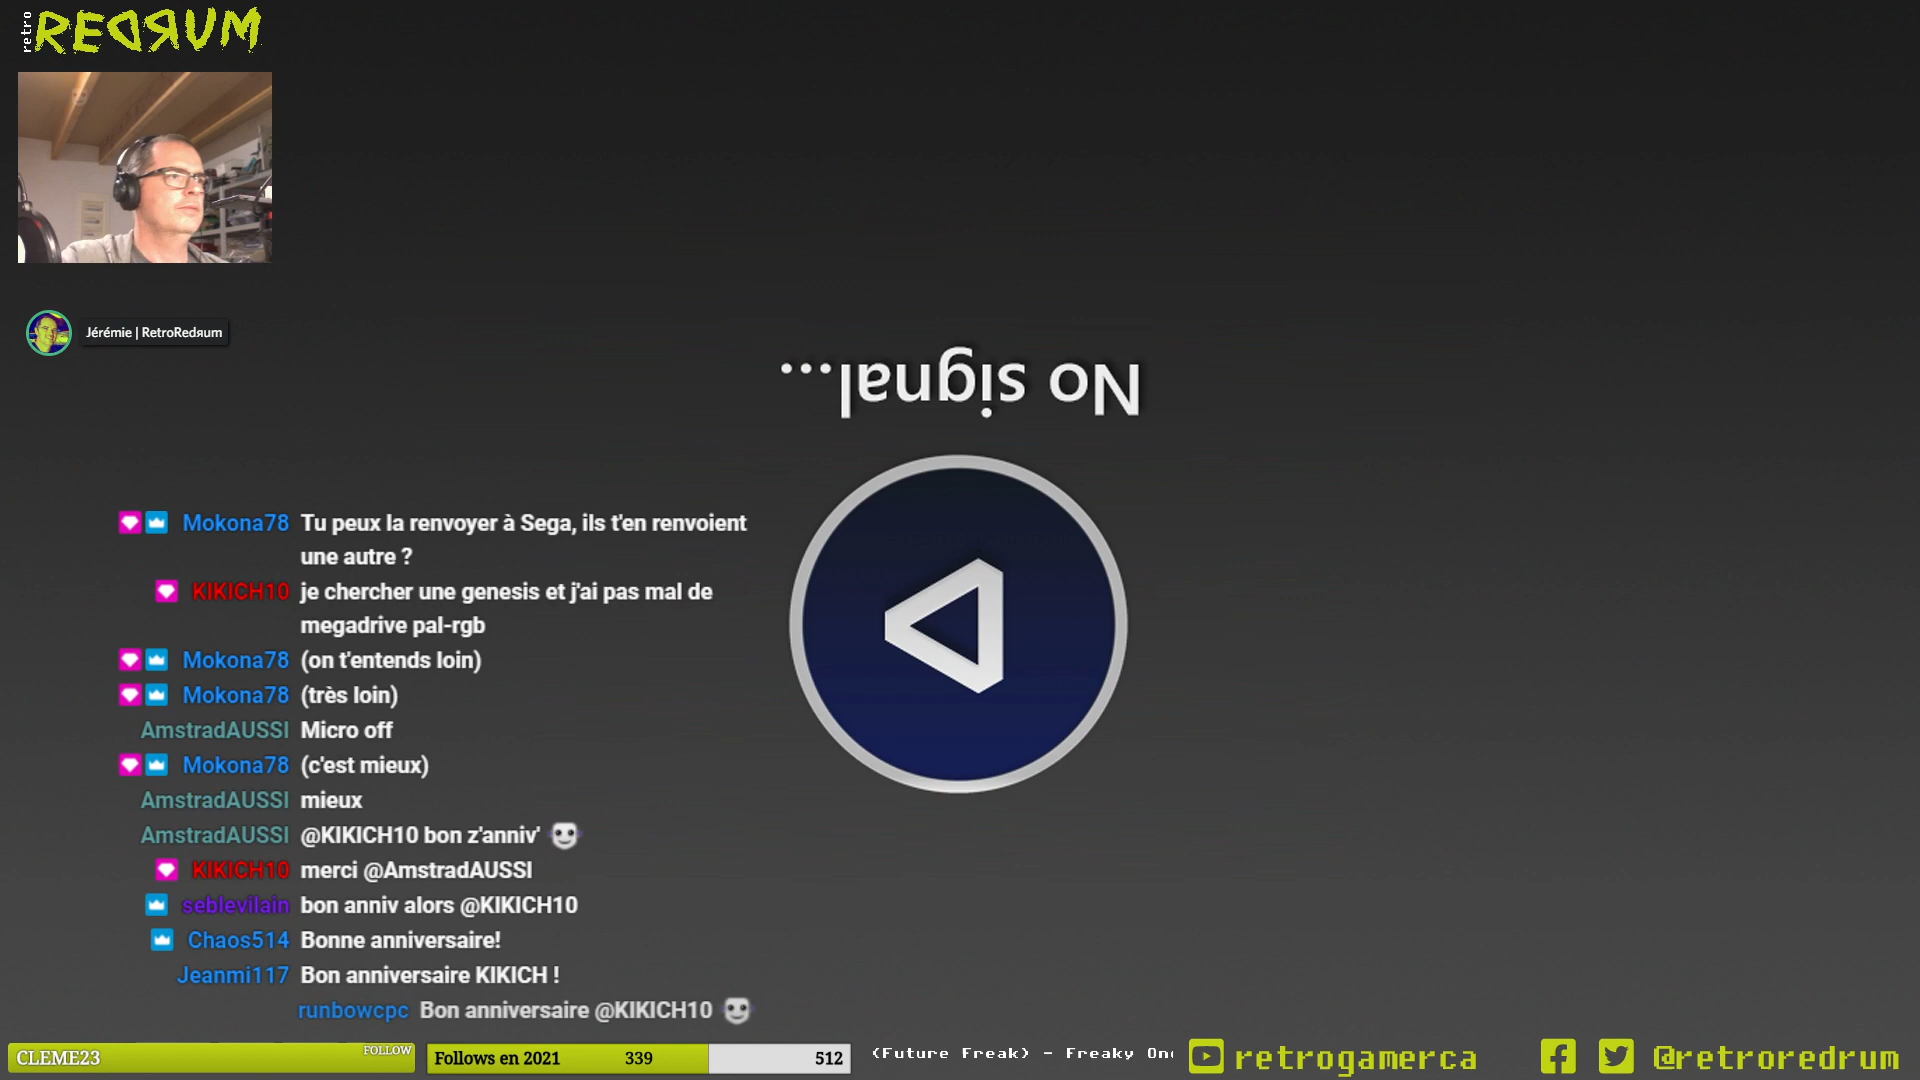 retro REDRUM
Jérémie | RetroRedᴙum
No signal...
Mokona78 Tu peux la renvoyer à Sega, ils t'en renvoient
une autre ?
KIKICH10 je chercher une genesis et j'ai pas mal de
megadrive pal-rgb
Mokona78 (on t'entends loin)
Mokona78 (très loin)
AmstradAUSSI Micro off
Mokona78 (c'est mieux)
AmstradAUSSI mieux
AmstradAUSSI @KIKICH10 bon z'anniv'
KIKICH10 merci @AmstradAUSSI
seblevilain bon anniv alors @KIKICH10
Chaos514 Bonne anniversaire!
Jeanmi117 Bon anniversaire KIKICH !
runbowcpc Bon anniversaire @KIKICH10
CLEME23 FOLLOW
Follows en 2021 339 512
(Future Freak) - Freaky On
retrogamerca
@retroredrum